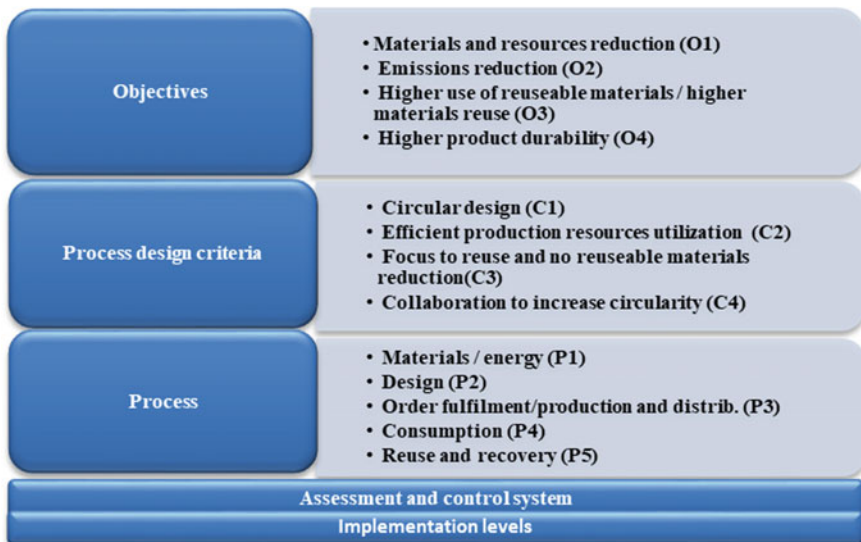 Objectives
• Materials and resources reduction (O1)
• Emissions reduction (O2)
• Higher use of reuseable materials / higher
materials reuse (O3)
• Higher product durability (O4)
Process design criteria
• Circular design (C1)
• Efficient production resources utilization (C2)
• Focus to reuse and no reuseable materials
reduction(C3)
• Collaboration to increase circularity (C4)
Process
• Materials / energy (P1)
• Design (P2)
• Order fulfilment/production and distrib. (P3)
• Consumption (P4)
• Reuse and recovery (P5)
Assessment and control system
Implementation levels